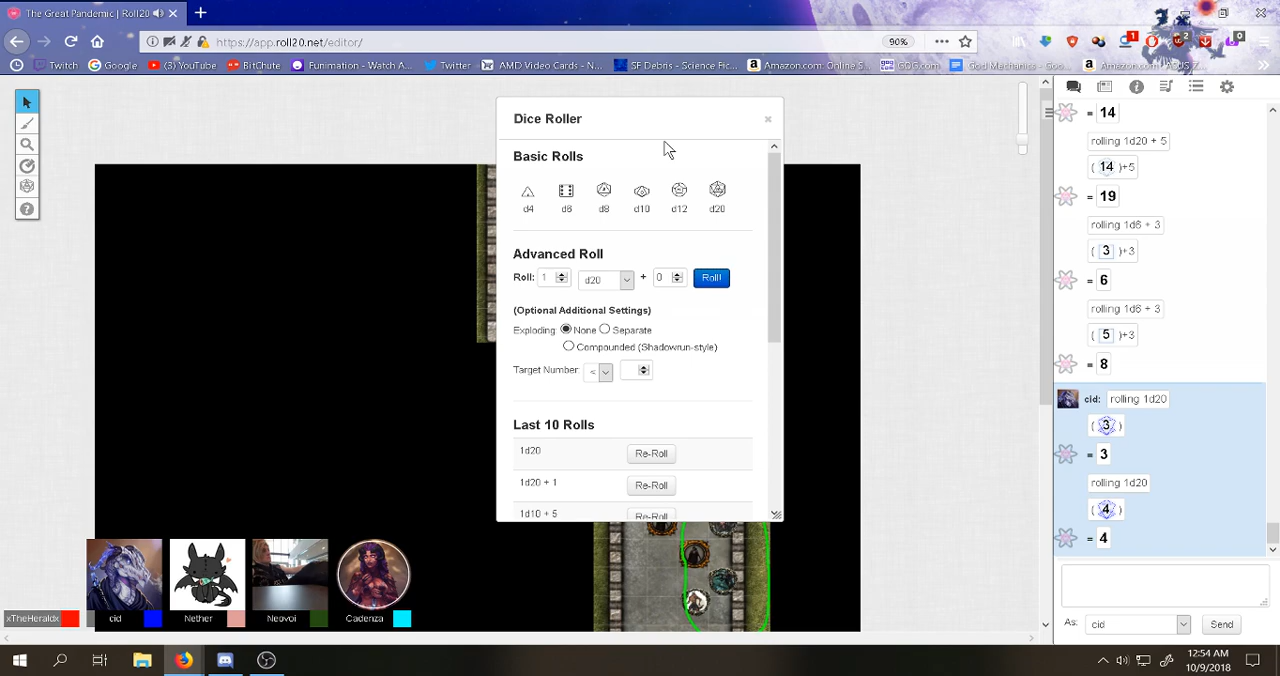 The Great Pandemic | Roll20
https://app.roll20.net/editor/
90%
Twitch
Google
(3) YouTube
BitChute
Funimation - Watch A...
Twitter
AMD Video Cards - N...
SF Debris - Science Fic...
Amazon.com: Online S...
GOG.com
God Mechanics - Goo...
Amazon.com: ASUS Z...
Dice Roller
Basic Rolls
d4
d6
d8
d10
d12
d20
Advanced Roll
Roll: 1 d20 + 0 Roll!
(Optional Additional Settings)
Exploding: None Separate
Compounded (Shadowrun-style)
Target Number: <
Last 10 Rolls
1d20 Re-Roll
1d20 + 1 Re-Roll
1d10 + 5 Re-Roll
= 14
rolling 1d20 + 5
( 14 )+5
= 19
rolling 1d6 + 3
( 3 )+3
= 6
rolling 1d6 + 3
( 5 )+3
= 8
cid: rolling 1d20
( 3 )
= 3
rolling 1d20
( 4 )
= 4
As: cid Send
xTheHeraldx
cid
Nether
Neovoi
Cadenza
12:54 AM
10/9/2018